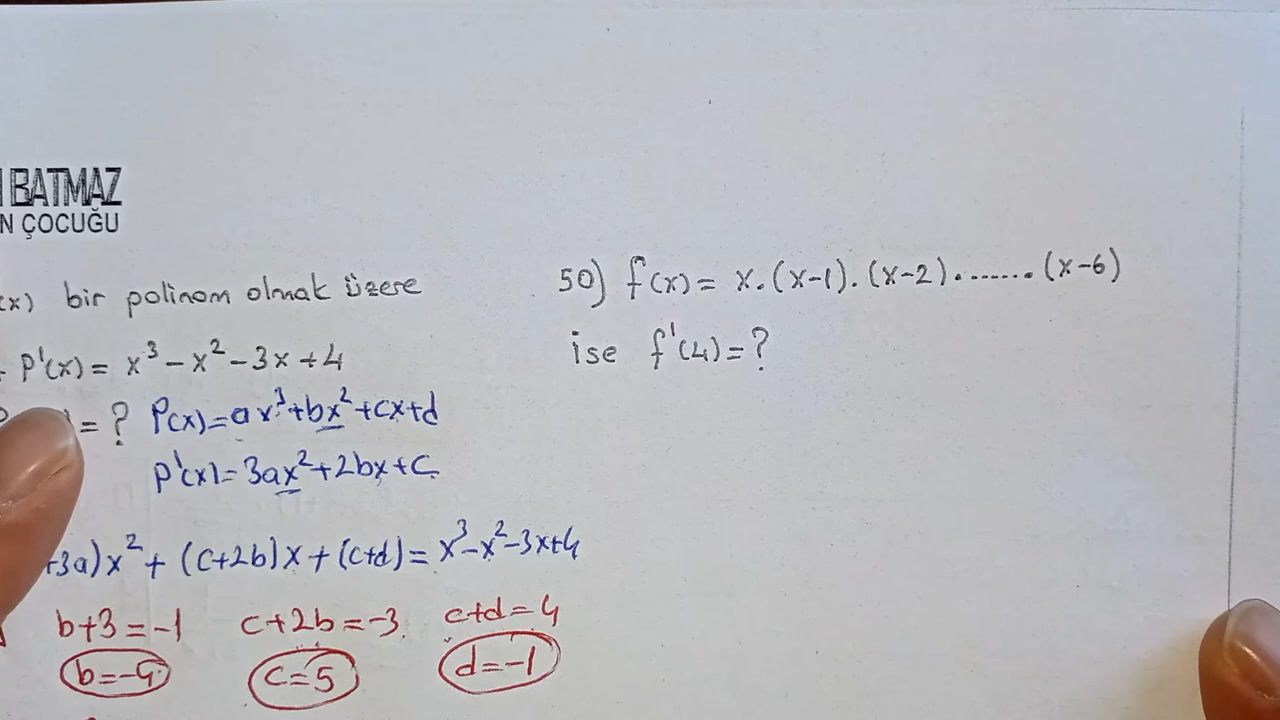 BATMAZ
N ÇOCUĞU
(x) bir polinom olmak üzere
P'(x) = x³ - x² - 3x + 4
= ? P(x) = ax³ + bx² + cx + d
P'(x) = 3ax² + 2bx + c
+3a)x² + (c+2b)x + (c+d) = x³ - x² - 3x + 4
b+3 = -1 c+2b = -3 c+d = 4
b = -4 c = 5 d = -1
50) f(x) = x.(x-1).(x-2)........(x-6)
ise f'(4) = ?